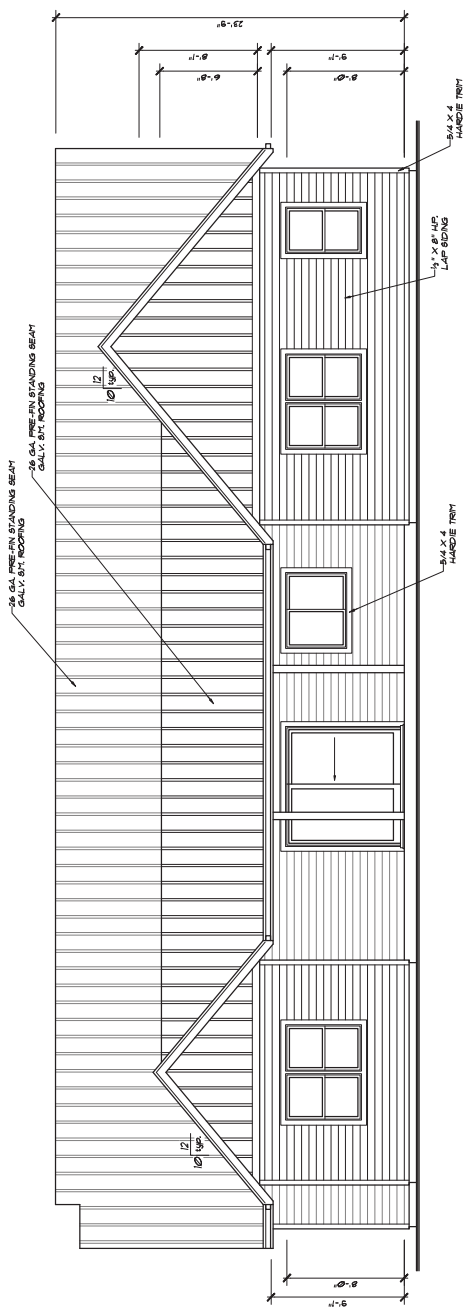 26 GA. PRE-FIN STANDING SEAM
GALV. S.M. ROOFING
26 GA. PRE-FIN STANDING SEAM
GALV. S.M. ROOFING
12
10 typ.
12
10 typ.
23'-9"
8'-1"
6'-8"
9'-1"
8'-0"
8'-0"
9'-1"
5/4 X 4
HARDIE TRIM
½" X 8" H.P.
LAP SIDING
5/4 X 4
HARDIE TRIM